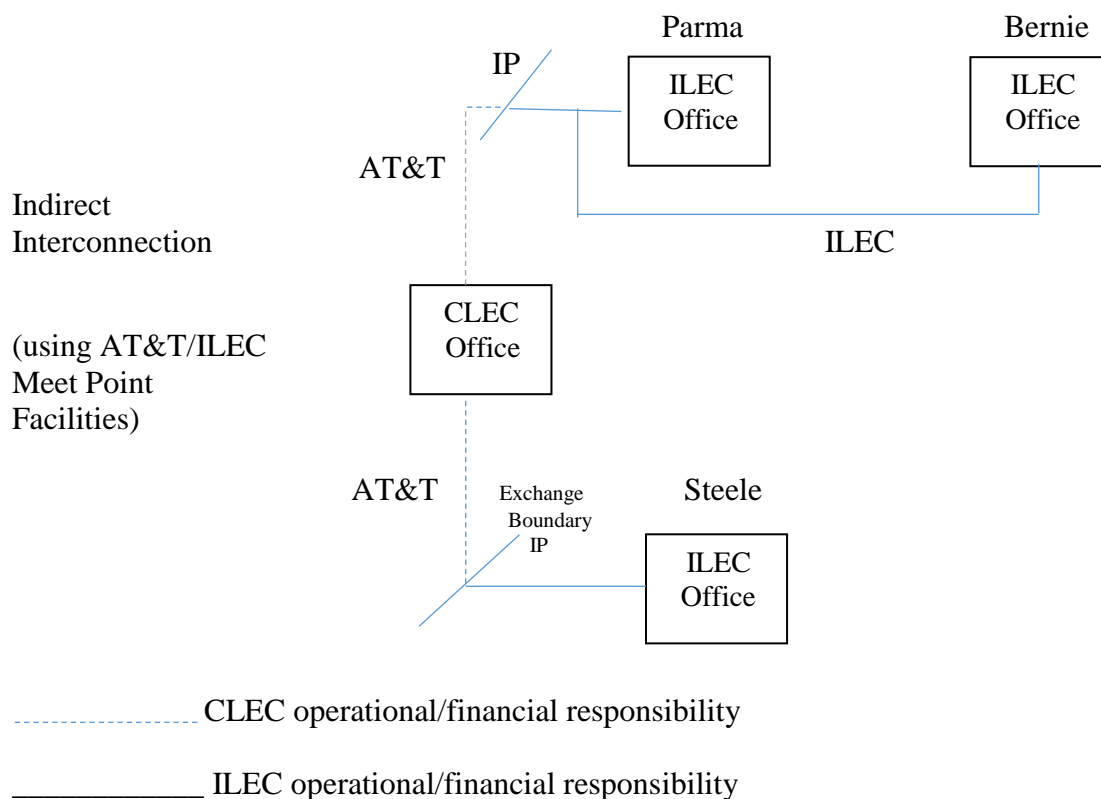 Parma
Bernie
IP
ILEC
Office
ILEC
Office
AT&T
Indirect
Interconnection
ILEC
CLEC
Office
(using AT&T/ILEC
Meet Point
Facilities)
AT&T
Exchange
Boundary
IP
Steele
ILEC
Office
CLEC operational/financial responsibility
ILEC operational/financial responsibility